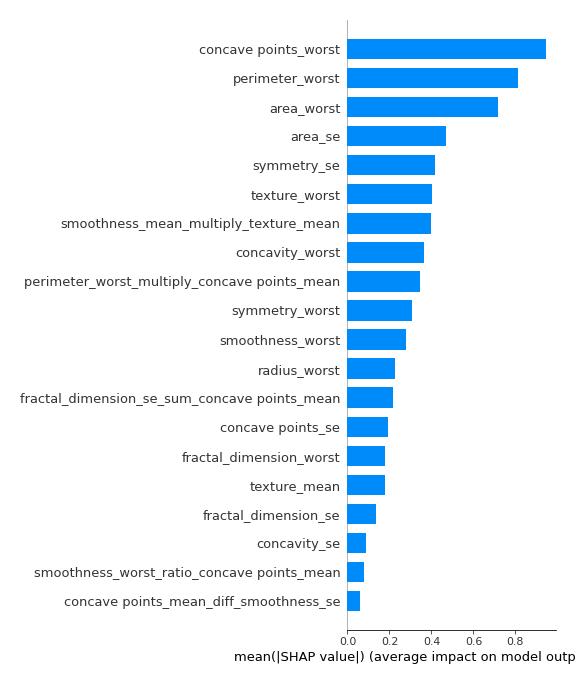 concave points_worst
perimeter_worst
area_worst
area_se
symmetry_se
texture_worst
smoothness_mean_multiply_texture_mean
concavity_worst
perimeter_worst_multiply_concave points_mean
symmetry_worst
smoothness_worst
radius_worst
fractal_dimension_se_sum_concave points_mean
concave points_se
fractal_dimension_worst
texture_mean
fractal_dimension_se
concavity_se
smoothness_worst_ratio_concave points_mean
concave points_mean_diff_smoothness_se
0.0 0.2 0.4 0.6 0.8
mean(|SHAP value|) (average impact on model outp